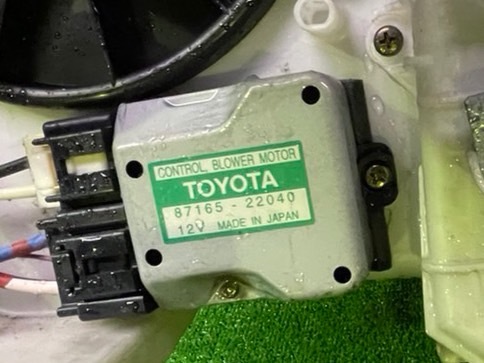 CONTROL, BLOWER MOTOR
TOYOTA
87165 - 22040
12V MADE IN JAPAN